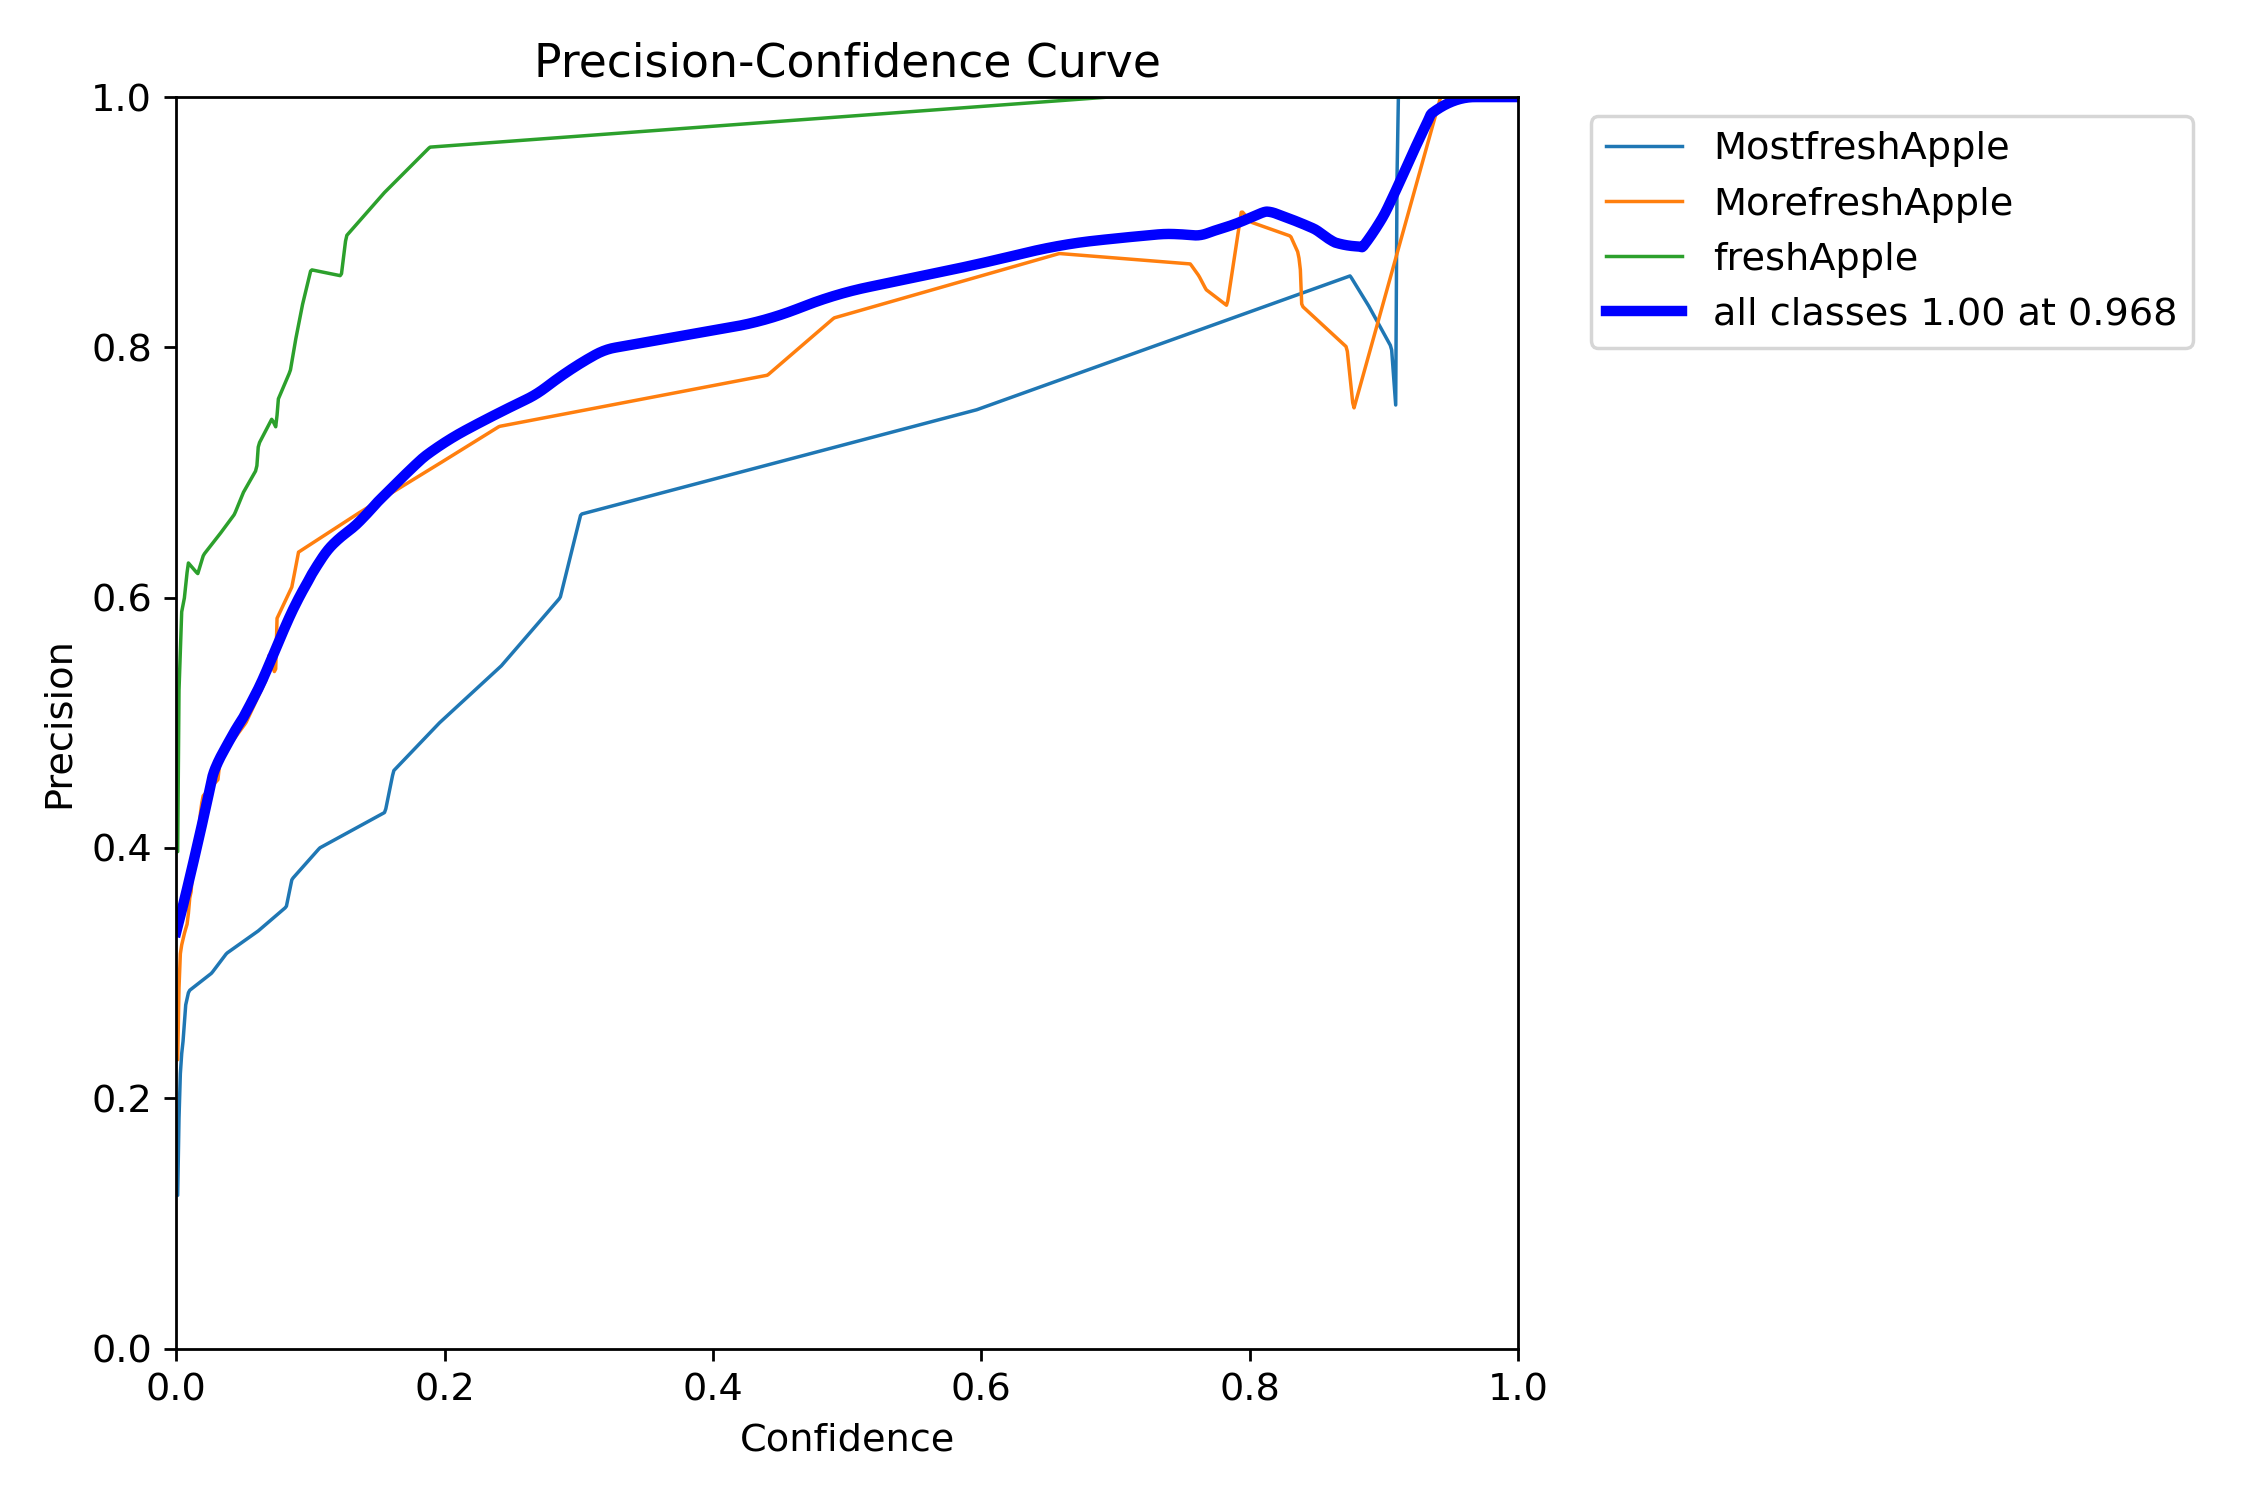 Precision-Confidence Curve
1.0
0.8
0.6
0.4
0.2
0.0
Precision
0.0 0.2 0.4 0.6 0.8 1.0
Confidence
MostfreshApple
MorefreshApple
freshApple
all classes 1.00 at 0.968